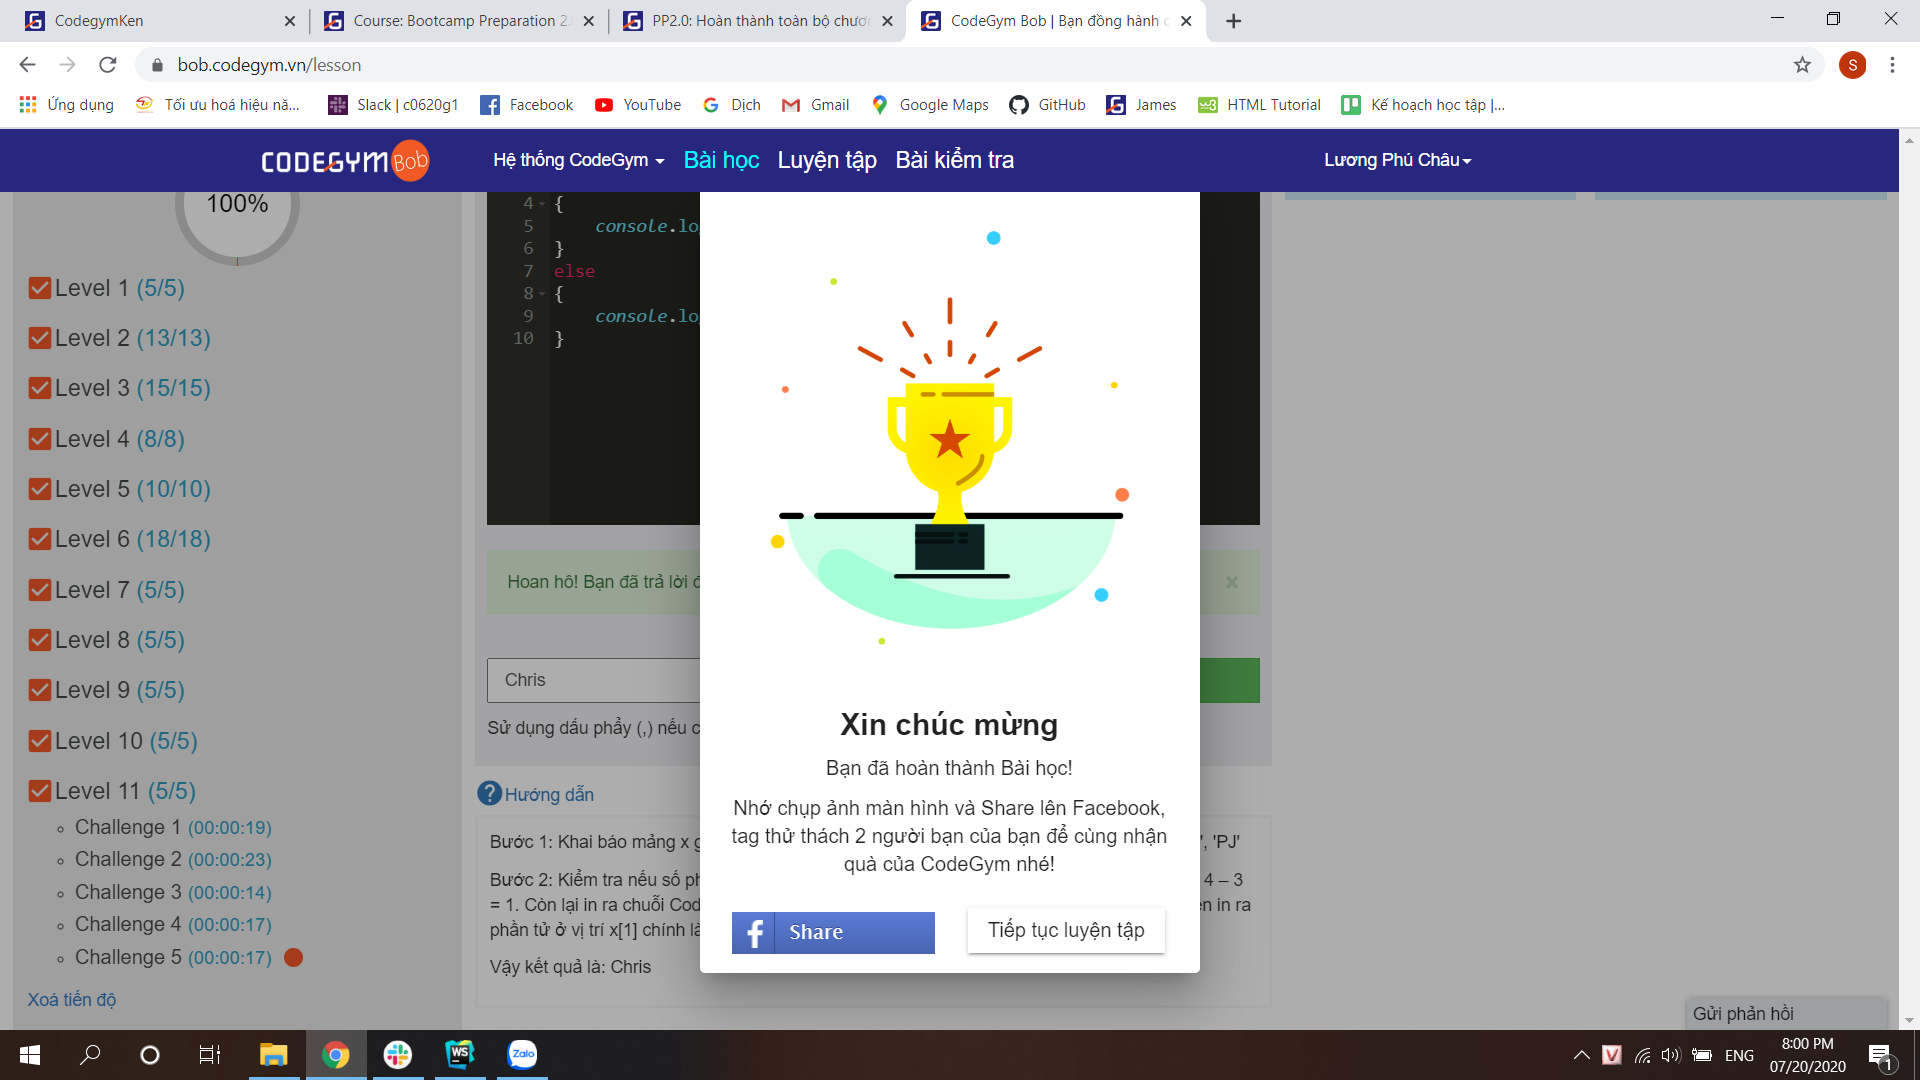 CodegymKen
Course: Bootcamp Preparation 2.
PP2.0: Hoàn thành toàn bộ chươn
CodeGym Bob | Bạn đồng hành c
bob.codegym.vn/lesson
S
Ứng dụng
Tối ưu hoá hiệu nă...
Slack | c0620g1
Facebook
YouTube
Dịch
Gmail
Google Maps
GitHub
James
HTML Tutorial
Kế hoạch học tập |...
CODEGYM Bob
Hệ thống CodeGym
Bài học
Luyện tập
Bài kiểm tra
Lương Phú Châu
100%
Level 1 (5/5)
Level 2 (13/13)
Level 3 (15/15)
Level 4 (8/8)
Level 5 (10/10)
Level 6 (18/18)
Level 7 (5/5)
Level 8 (5/5)
Level 9 (5/5)
Level 10 (5/5)
Level 11 (5/5)
Challenge 1 (00:00:19)
Challenge 2 (00:00:23)
Challenge 3 (00:00:14)
Challenge 4 (00:00:17)
Challenge 5 (00:00:17)
Xoá tiến độ
4 {
5 console.lo
6 }
7 else
8 {
9 console.lo
10 }
Hoan hô! Bạn đã trả lời đ
×
Chris
Sử dụng dấu phẩy (,) nếu c
Hướng dẫn
Bước 1: Khai báo mảng x g
', 'PJ'
Bước 2: Kiểm tra nếu số ph
4 – 3
= 1. Còn lại in ra chuỗi Cod
ên in ra
phần tử ở vị trí x[1] chính là
Vậy kết quả là: Chris
Xin chúc mừng
Bạn đã hoàn thành Bài học!
Nhớ chụp ảnh màn hình và Share lên Facebook,
tag thử thách 2 người bạn của bạn để cùng nhận
quà của CodeGym nhé!
Share
Tiếp tục luyện tập
Gửi phản hồi
WS
Zalo
V
ENG
8:00 PM
07/20/2020
1